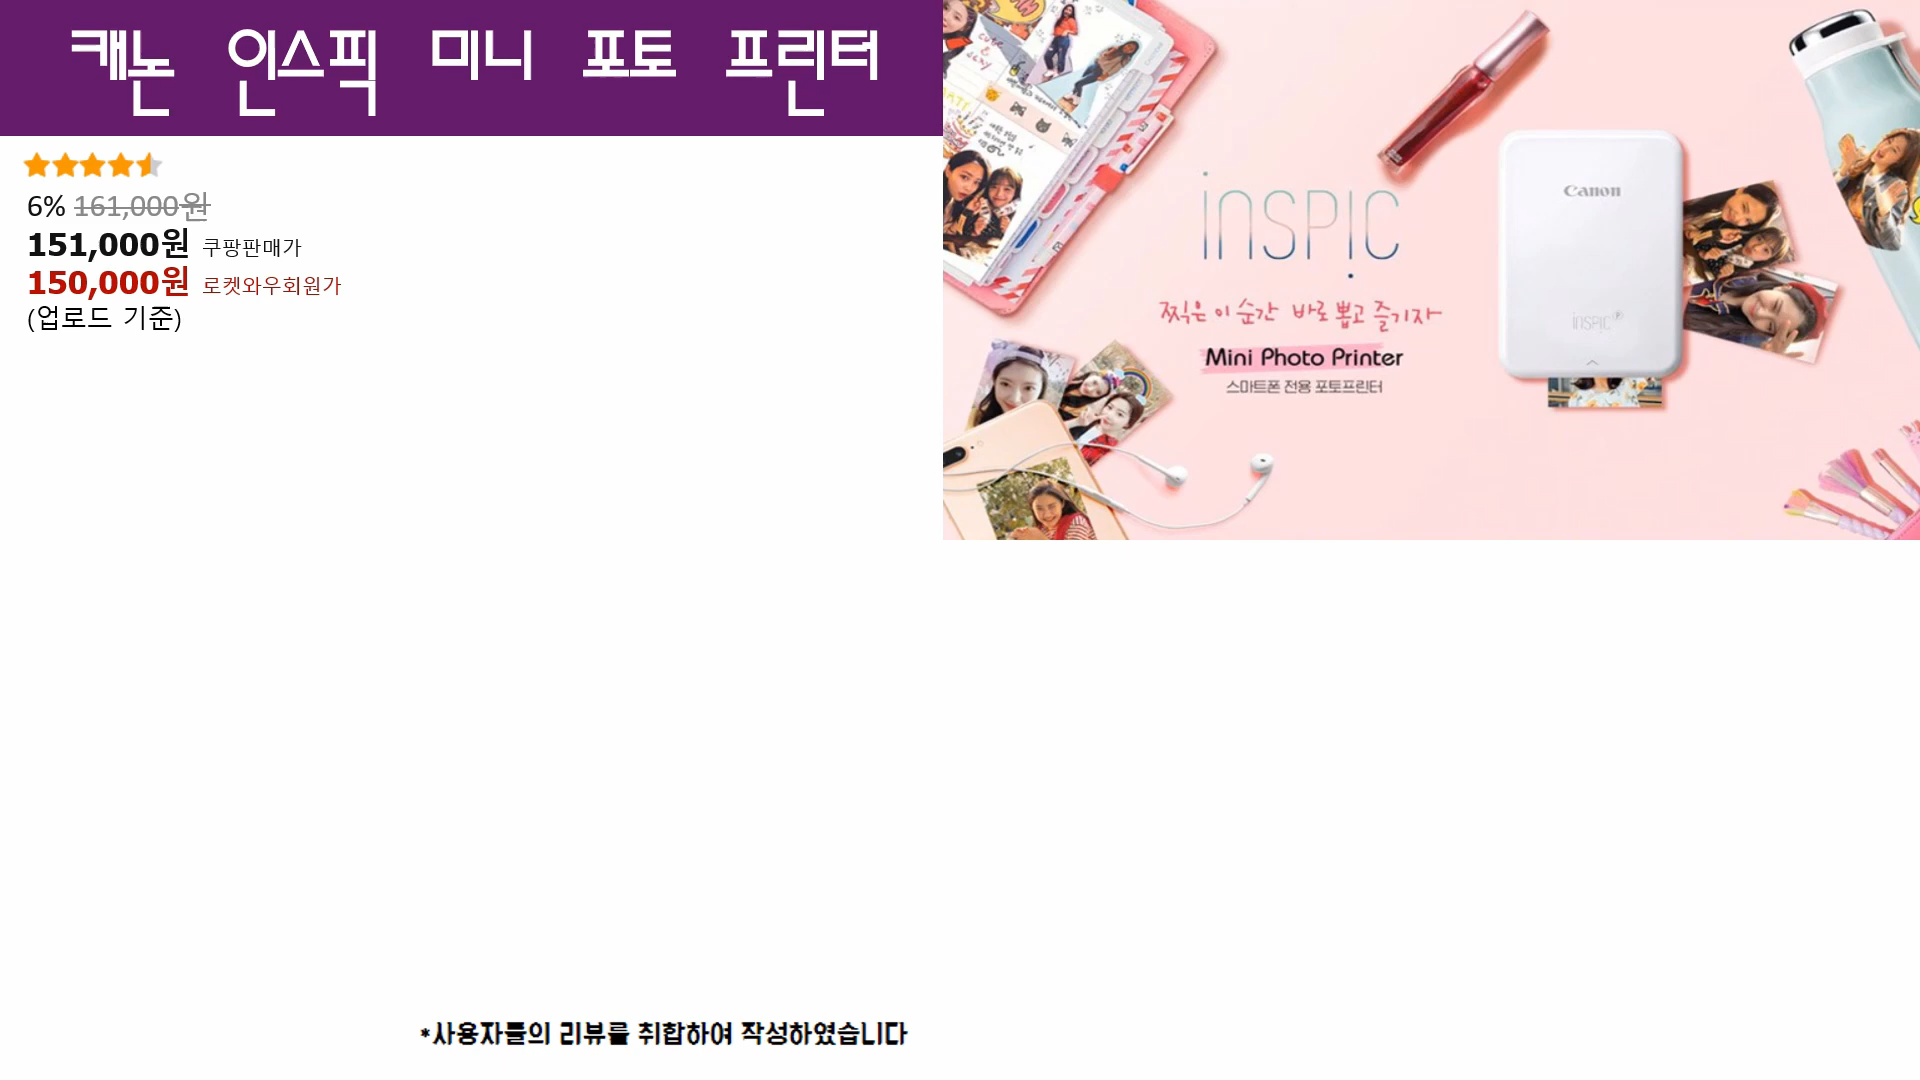 캐논 인스픽 미니 포토 프린터
6% 161,000원
151,000원 쿠팡판매가
150,000원 로켓와우회원가
(업로드 기준)
inspic
찍은 이 순간 바로 뽑고 즐기자
Mini Photo Printer
스마트폰 전용 포토프린터
Canon
inspic P
*사용자들의 리뷰를 취합하여 작성하였습니다